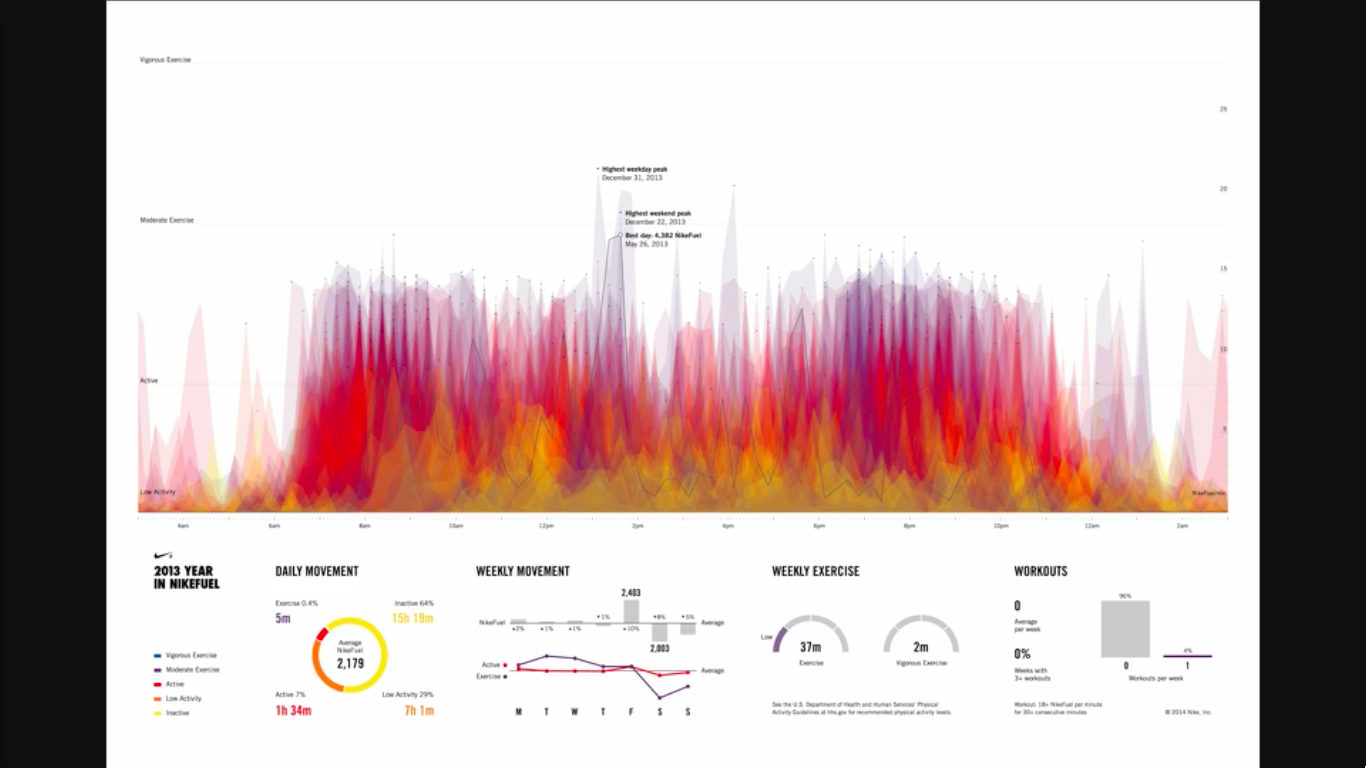 Vigorous Exercise
25
Highest weekday peak
December 31, 2013
20
Highest weekend peak
December 22, 2013
Moderate Exercise
Best day: 4,382 NikeFuel
May 26, 2013
15
10
Active
5
Low Activity
NikeFuel/min
4am 6am 8am 10am 12pm 2pm 4pm 6pm 8pm 10pm 12am 2am
2013 YEAR
IN NIKEFUEL
Vigorous Exercise
Moderate Exercise
Active
Low Activity
Inactive
DAILY MOVEMENT
Exercise 0.4%
5m
Inactive 64%
15h 19m
Average
NikeFuel
2,179
Active 7%
1h 34m
Low Activity 29%
7h 1m
WEEKLY MOVEMENT
2,403
NikeFuel
Average
2,003
Active
Exercise
Average
M T W T F S S
WEEKLY EXERCISE
Low
37m
Exercise
2m
Vigorous Exercise
See the U.S. Department of Health and Human Services' Physical
Activity Guidelines at hhs.gov for recommended physical activity levels.
WORKOUTS
0
Average
per week
0%
Weeks with
3+ workouts
96%
4%
0 1
Workouts per week
Workout: 18+ NikeFuel per minute
for 30+ consecutive minutes
© 2014 Nike, Inc.